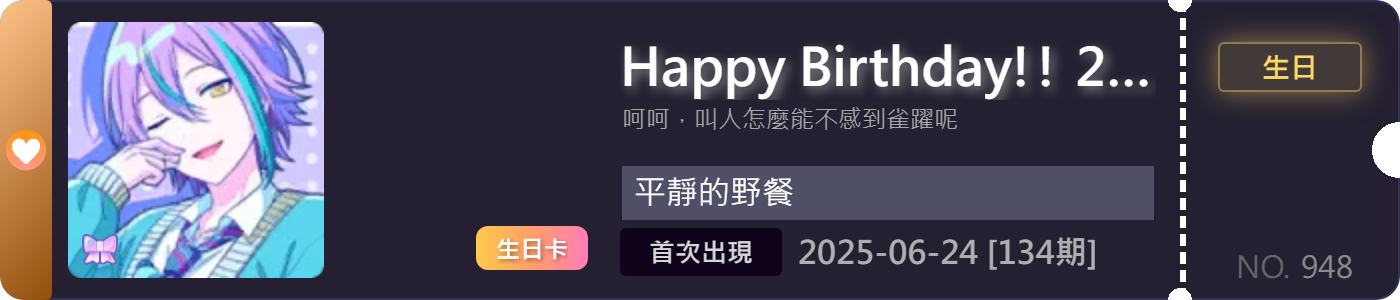 Happy Birthday!! 2...
呵呵，叫人怎麼能不感到雀躍呢
平靜的野餐
生日卡
首次出現 2025-06-24 [134期]
生日
NO. 948